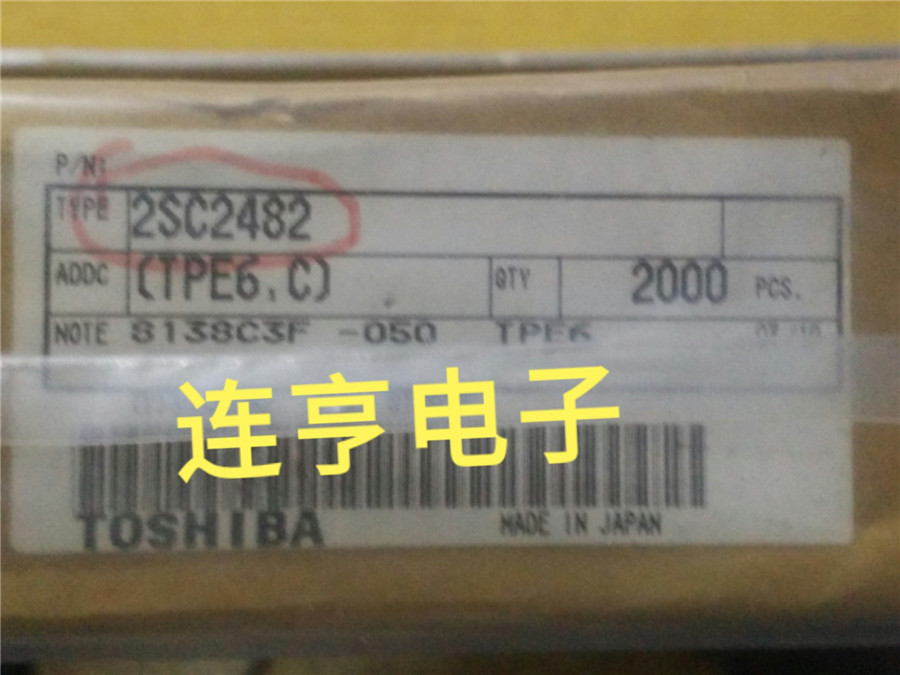 P/N:
TYPE 2SC2482
ADDC (TPE6,C) QTY 2000 PCS.
NOTE 8138C3F -050 TPE6
连亨电子
TOSHIBA MADE IN JAPAN